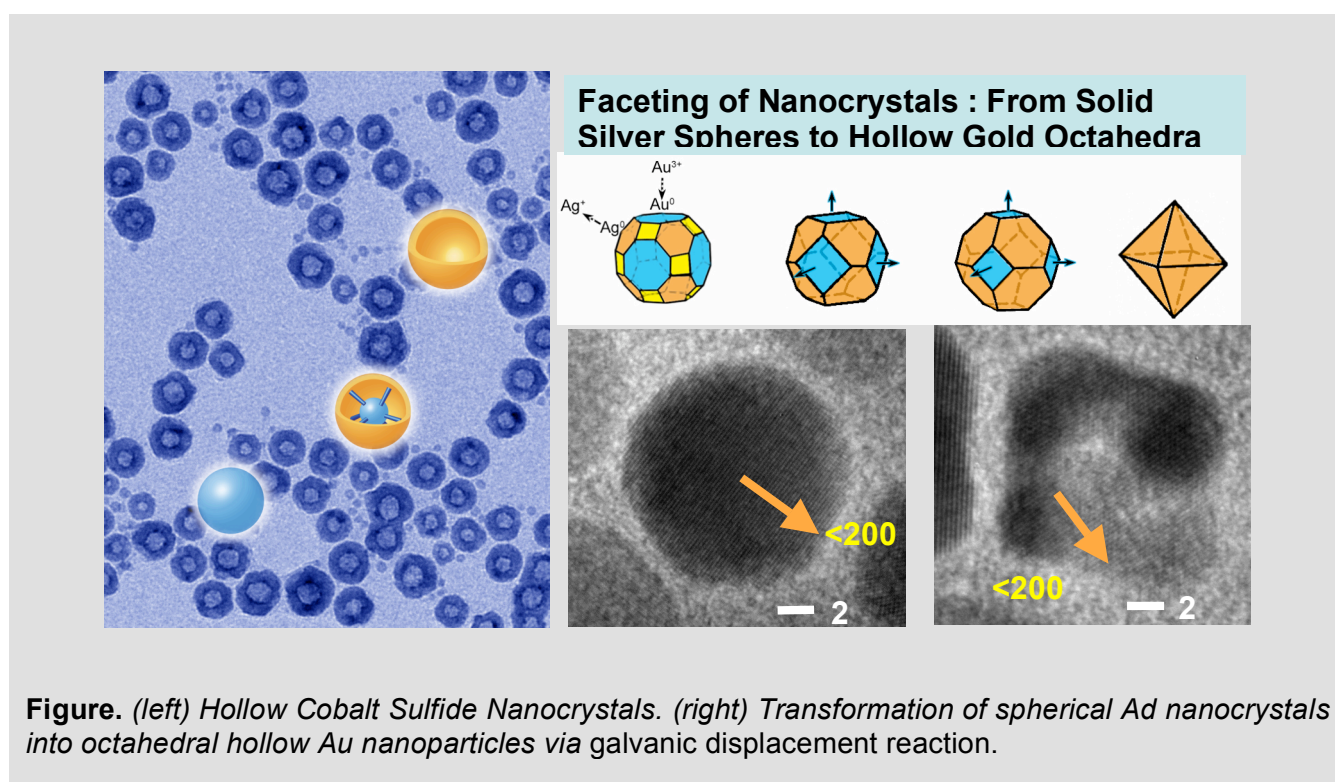 Faceting of Nanocrystals : From Solid
Silver Spheres to Hollow Gold Octahedra
Au³⁺
Ag⁺
Au⁰
Ag⁰
<200
2
<200
2
Figure. (left) Hollow Cobalt Sulfide Nanocrystals. (right) Transformation of spherical Ad nanocrystals
into octahedral hollow Au nanoparticles via galvanic displacement reaction.